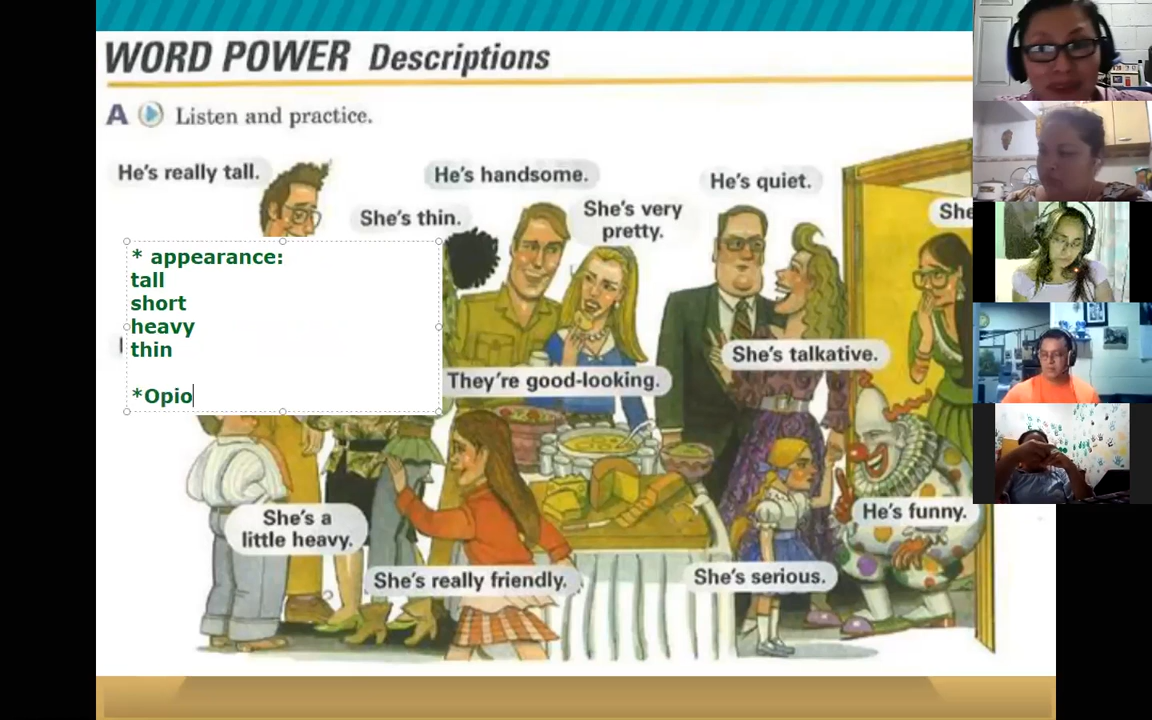 WORD POWER Descriptions
A Listen and practice.
He's really tall.
She's thin.
He's handsome.
She's very
pretty.
He's quiet.
She
* appearance:
tall
short
heavy
thin
*Opio
They're good-looking.
She's talkative.
She's a
little heavy.
She's really friendly.
She's serious.
He's funny.